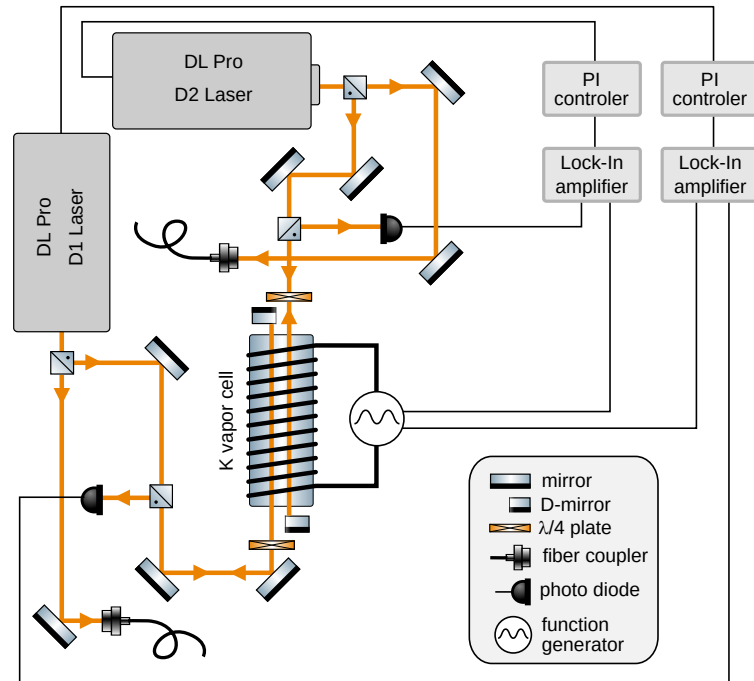 DL Pro
D2 Laser
PI
controler
PI
controler
Lock-In
amplifier
Lock-In
amplifier
DL Pro
D1 Laser
K vapor cell
mirror
D-mirror
λ/4 plate
fiber coupler
photo diode
function
generator